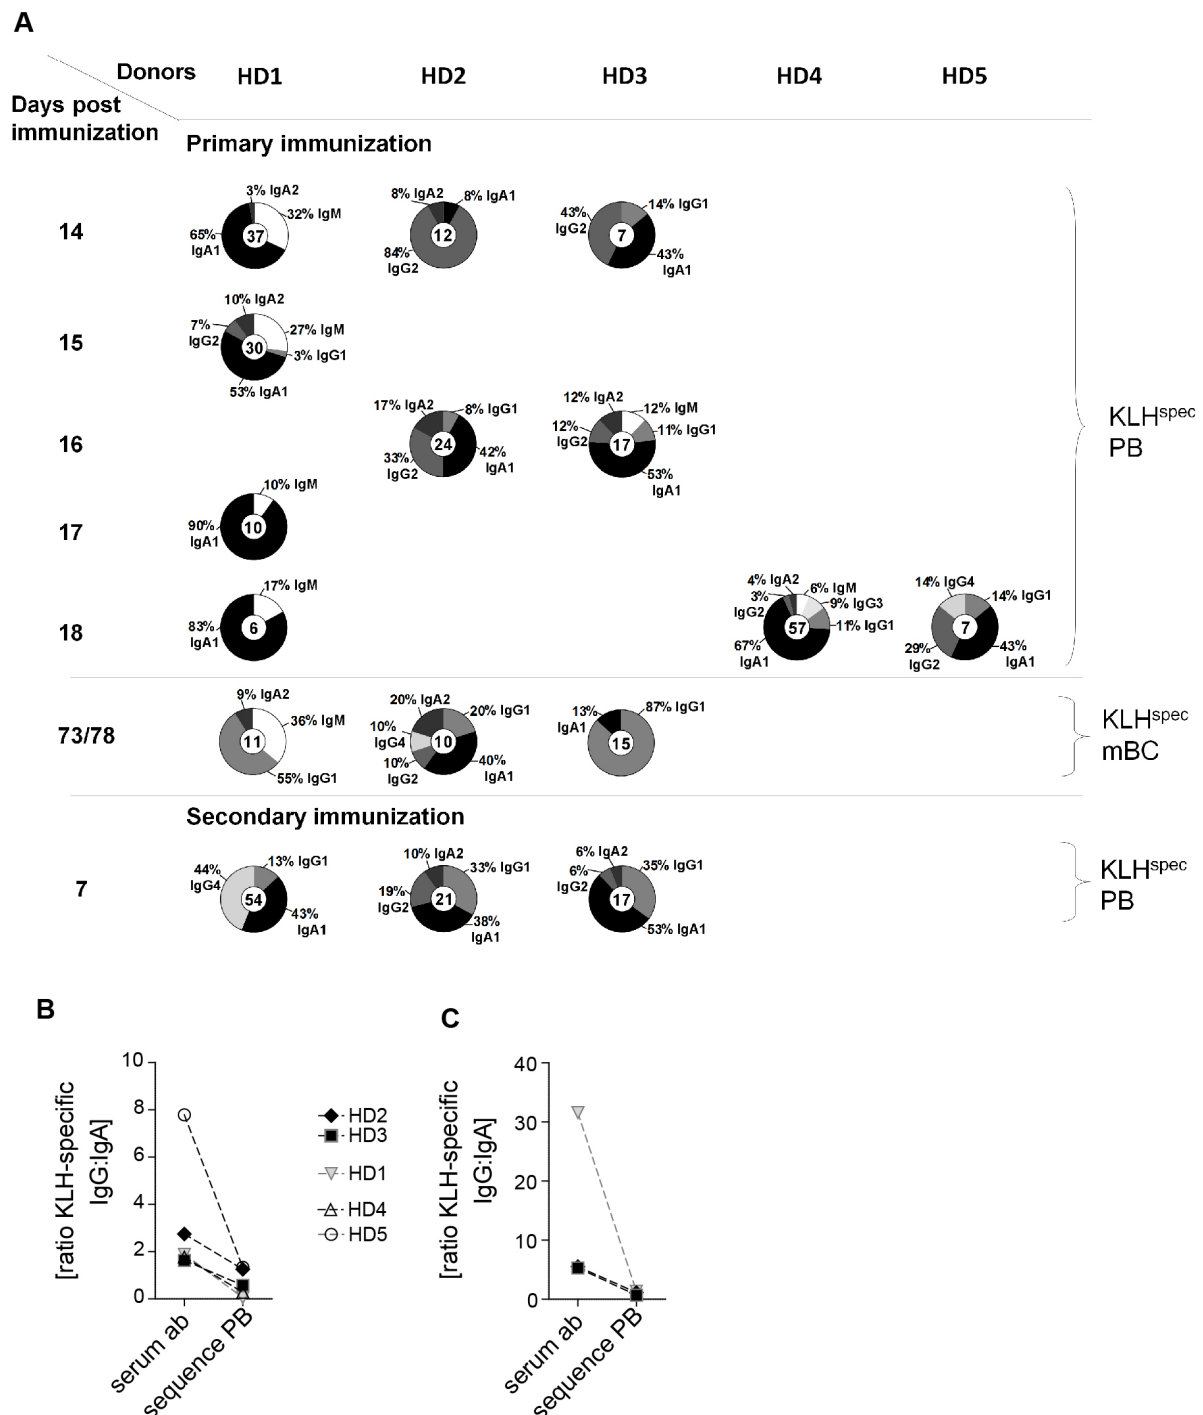 A
Donors HD1 HD2 HD3 HD4 HD5
Days post
immunization
Primary immunization
14
3% IgA2
32% IgM
65%
IgA1
37
8% IgA2
8% IgA1
84%
IgG2
12
43%
IgG2
14% IgG1
43%
IgA1
7
15
10% IgA2
7%
IgG2
27% IgM
3% IgG1
53% IgA1
30
16
17% IgA2
8% IgG1
33%
IgG2
42%
IgA1
24
12% IgA2
12% IgM
12%
IgG2
11% IgG1
53%
IgA1
17
KLHspec
PB
17
10% IgM
90%
IgA1
10
18
17% IgM
83%
IgA1
6
4% IgA2
6% IgM
3%
IgG2
9% IgG3
11% IgG1
67%
IgA1
57
14% IgG4
14% IgG1
29%
IgG2
43%
IgA1
7
73/78
9% IgA2
36% IgM
55% IgG1
11
20% IgA2
20% IgG1
10%
IgG4
10%
IgG2
40%
IgA1
10
13%
IgA1
87% IgG1
15
KLHspec
mBC
Secondary immunization
7
44%
IgG4
13% IgG1
43%
IgA1
54
10% IgA2
33% IgG1
19%
IgG2
38%
IgA1
21
6% IgA2
35% IgG1
6%
IgG2
53% IgA1
17
KLHspec
PB
B
[ratio KLH-specific
IgG:IgA]
10
8
6
4
2
0
serum ab
sequence PB
HD2
HD3
HD1
HD4
HD5
C
[ratio KLH-specific
IgG:IgA]
40
30
20
10
0
serum ab
sequence PB